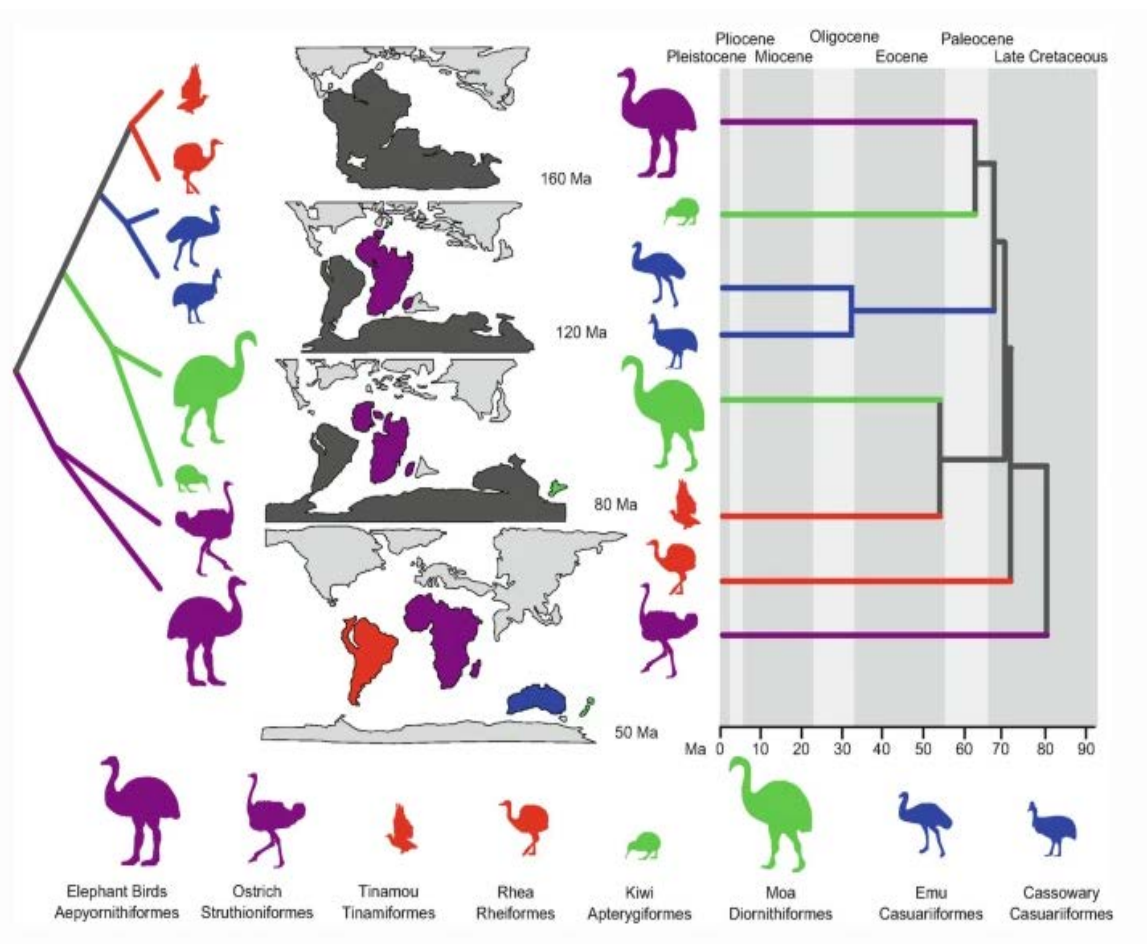 Pliocene
Oligocene
Paleocene
Pleistocene
Miocene
Eocene
Late Cretaceous
160 Ma
120 Ma
80 Ma
50 Ma
Ma 0 10 20 30 40 50 60 70 80 90
Elephant Birds
Aepyornithiformes
Ostrich
Struthioniformes
Tinamou
Tinamiformes
Rhea
Rheiformes
Kiwi
Apterygiformes
Moa
Diornithiformes
Emu
Casuariiformes
Cassowary
Casuariiformes